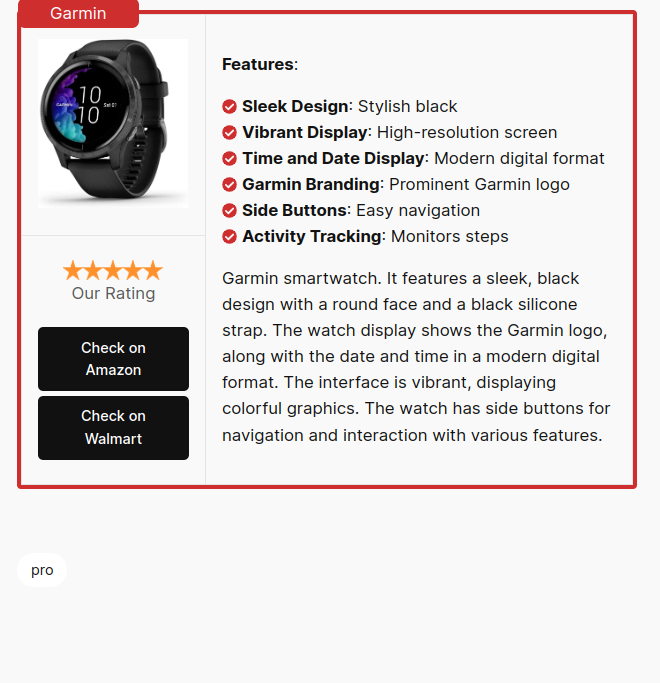 Garmin
GARMIN
10
10
Sat 07
Our Rating
Check on
Amazon
Check on
Walmart
Features:
Sleek Design: Stylish black
Vibrant Display: High-resolution screen
Time and Date Display: Modern digital format
Garmin Branding: Prominent Garmin logo
Side Buttons: Easy navigation
Activity Tracking: Monitors steps
Garmin smartwatch. It features a sleek, black
design with a round face and a black silicone
strap. The watch display shows the Garmin logo,
along with the date and time in a modern digital
format. The interface is vibrant, displaying
colorful graphics. The watch has side buttons for
navigation and interaction with various features.
pro